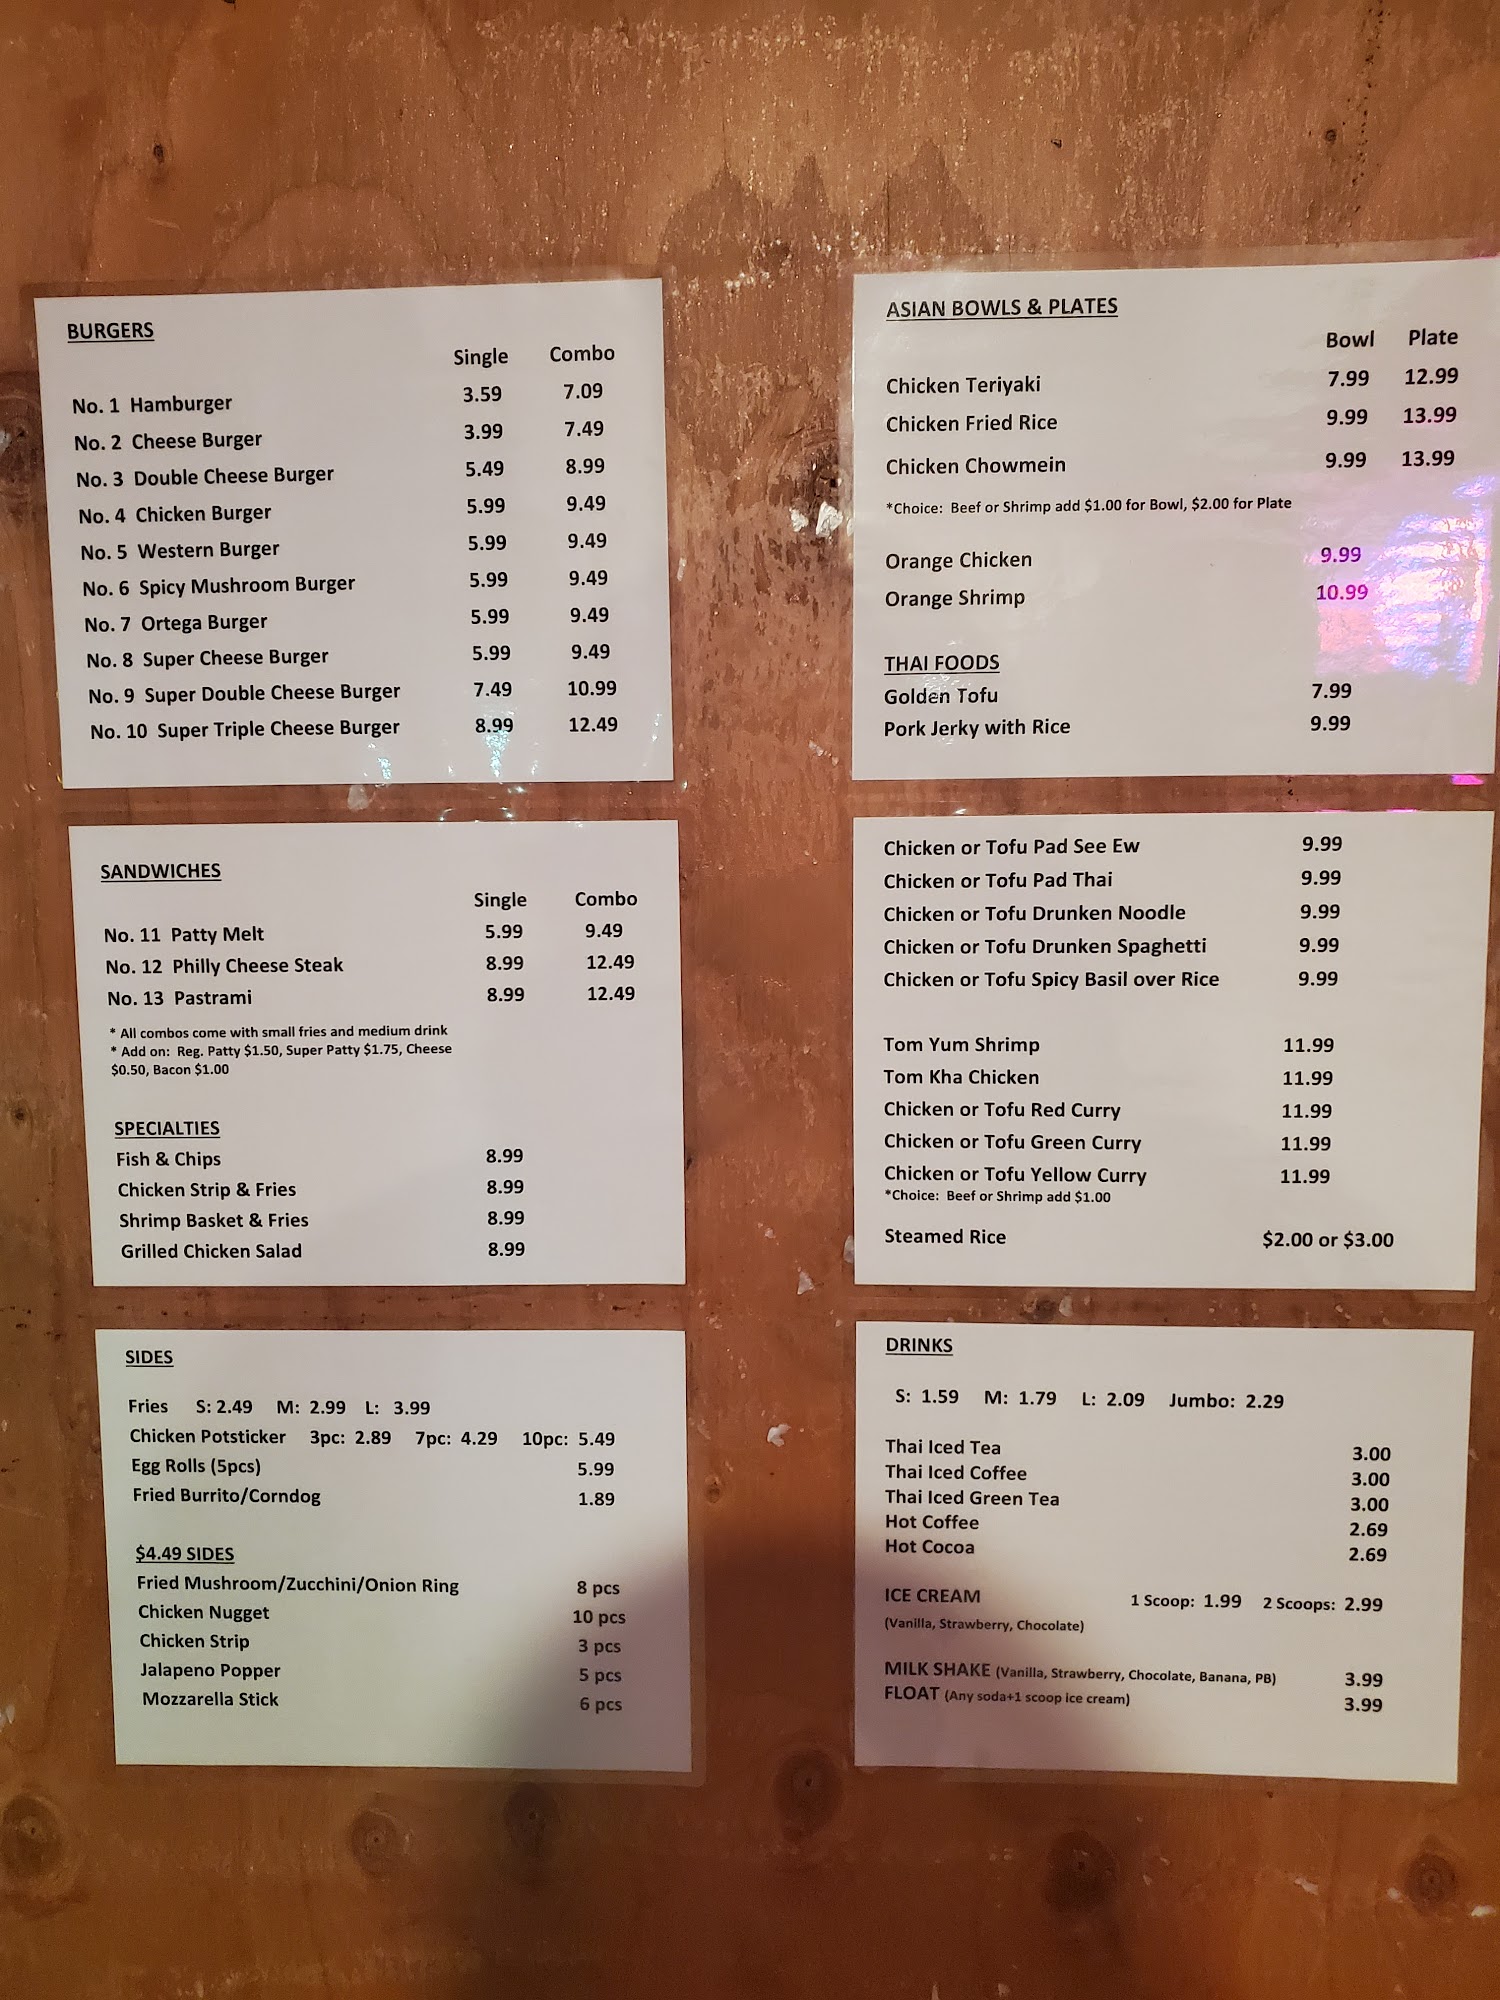 BURGERS
Single Combo
No. 1 Hamburger 3.59 7.09
No. 2 Cheese Burger 3.99 7.49
No. 3 Double Cheese Burger 5.49 8.99
No. 4 Chicken Burger 5.99 9.49
No. 5 Western Burger 5.99 9.49
No. 6 Spicy Mushroom Burger 5.99 9.49
No. 7 Ortega Burger 5.99 9.49
No. 8 Super Cheese Burger 5.99 9.49
No. 9 Super Double Cheese Burger 7.49 10.99
No. 10 Super Triple Cheese Burger 8.99 12.49
SANDWICHES
Single Combo
No. 11 Patty Melt 5.99 9.49
No. 12 Philly Cheese Steak 8.99 12.49
No. 13 Pastrami 8.99 12.49
* All combos come with small fries and medium drink
* Add on: Reg. Patty $1.50, Super Patty $1.75, Cheese
$0.50, Bacon $1.00
SPECIALTIES
Fish & Chips 8.99
Chicken Strip & Fries 8.99
Shrimp Basket & Fries 8.99
Grilled Chicken Salad 8.99
SIDES
Fries S: 2.49 M: 2.99 L: 3.99
Chicken Potsticker 3pc: 2.89 7pc: 4.29 10pc: 5.49
Egg Rolls (5pcs) 5.99
Fried Burrito/Corndog 1.89
$4.49 SIDES
Fried Mushroom/Zucchini/Onion Ring 8 pcs
Chicken Nugget 10 pcs
Chicken Strip 3 pcs
Jalapeno Popper 5 pcs
Mozzarella Stick 6 pcs
ASIAN BOWLS & PLATES
Bowl Plate
Chicken Teriyaki 7.99 12.99
Chicken Fried Rice 9.99 13.99
Chicken Chowmein 9.99 13.99
*Choice: Beef or Shrimp add $1.00 for Bowl, $2.00 for Plate
Orange Chicken 9.99
Orange Shrimp 10.99
THAI FOODS
Golden Tofu 7.99
Pork Jerky with Rice 9.99
Chicken or Tofu Pad See Ew 9.99
Chicken or Tofu Pad Thai 9.99
Chicken or Tofu Drunken Noodle 9.99
Chicken or Tofu Drunken Spaghetti 9.99
Chicken or Tofu Spicy Basil over Rice 9.99
Tom Yum Shrimp 11.99
Tom Kha Chicken 11.99
Chicken or Tofu Red Curry 11.99
Chicken or Tofu Green Curry 11.99
Chicken or Tofu Yellow Curry 11.99
*Choice: Beef or Shrimp add $1.00
Steamed Rice $2.00 or $3.00
DRINKS
S: 1.59 M: 1.79 L: 2.09 Jumbo: 2.29
Thai Iced Tea 3.00
Thai Iced Coffee 3.00
Thai Iced Green Tea 3.00
Hot Coffee 2.69
Hot Cocoa 2.69
ICE CREAM 1 Scoop: 1.99 2 Scoops: 2.99
(Vanilla, Strawberry, Chocolate)
MILK SHAKE (Vanilla, Strawberry, Chocolate, Banana, PB) 3.99
FLOAT (Any soda+1 scoop ice cream) 3.99